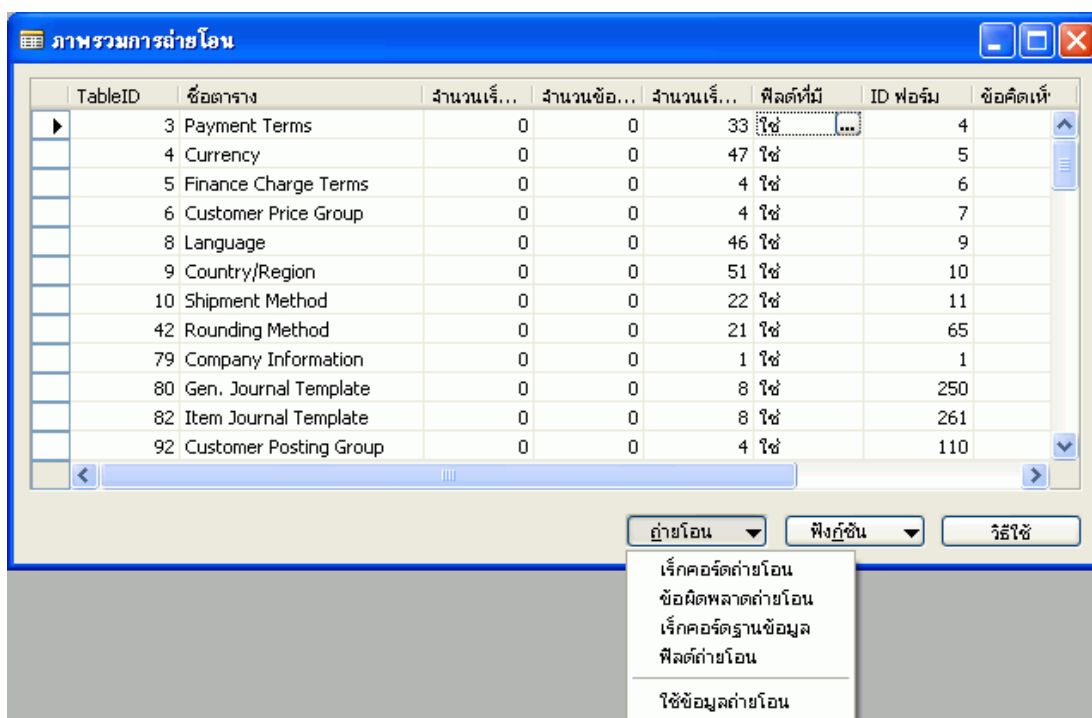 ภาพรวมการถ่ายโอน
TableID ชื่อตาราง จำนวนเร็... จำนวนข้อ... จำนวนเร็... ฟิลด์ที่มี ID ฟอร์ม ข้อคิดเห็
3 Payment Terms 0 0 33 ใช่ ... 4
4 Currency 0 0 47 ใช่ 5
5 Finance Charge Terms 0 0 4 ใช่ 6
6 Customer Price Group 0 0 4 ใช่ 7
8 Language 0 0 46 ใช่ 9
9 Country/Region 0 0 51 ใช่ 10
10 Shipment Method 0 0 22 ใช่ 11
42 Rounding Method 0 0 21 ใช่ 65
79 Company Information 0 0 1 ใช่ 1
80 Gen. Journal Template 0 0 8 ใช่ 250
82 Item Journal Template 0 0 8 ใช่ 261
92 Customer Posting Group 0 0 4 ใช่ 110
ถ่ายโอน ฟังก์ชัน วิธีใช้
เร็กคอร์ดถ่ายโอน
ข้อผิดพลาดถ่ายโอน
เร็กคอร์ดฐานข้อมูล
ฟิลด์ถ่ายโอน
ใช้ข้อมูลถ่ายโอน